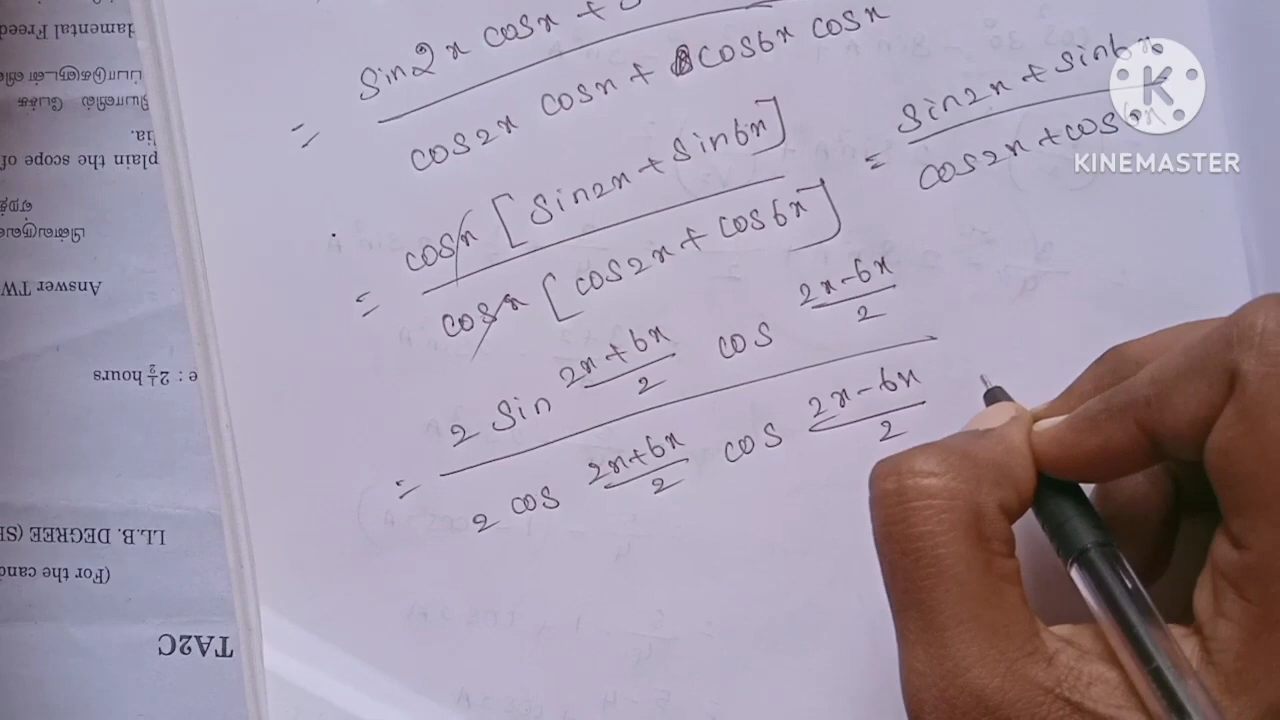 = sin2x cosx +
cos2x cosx + cos6x cosx
= cosx [sin2x + sin6x] / cosx [cos2x + cos6x] = sin2x + sin6x / cos2x + cos6x
= 2 sin 2x+6x/2 cos 2x-6x/2
2 cos 2x+6x/2 cos 2x-6x/2
KINEMASTER
TA2C
(For the cand
LL.B. DEGREE (SP
e : 2½ hours
Answer TW
plain the scope of
ia.
damental Freed